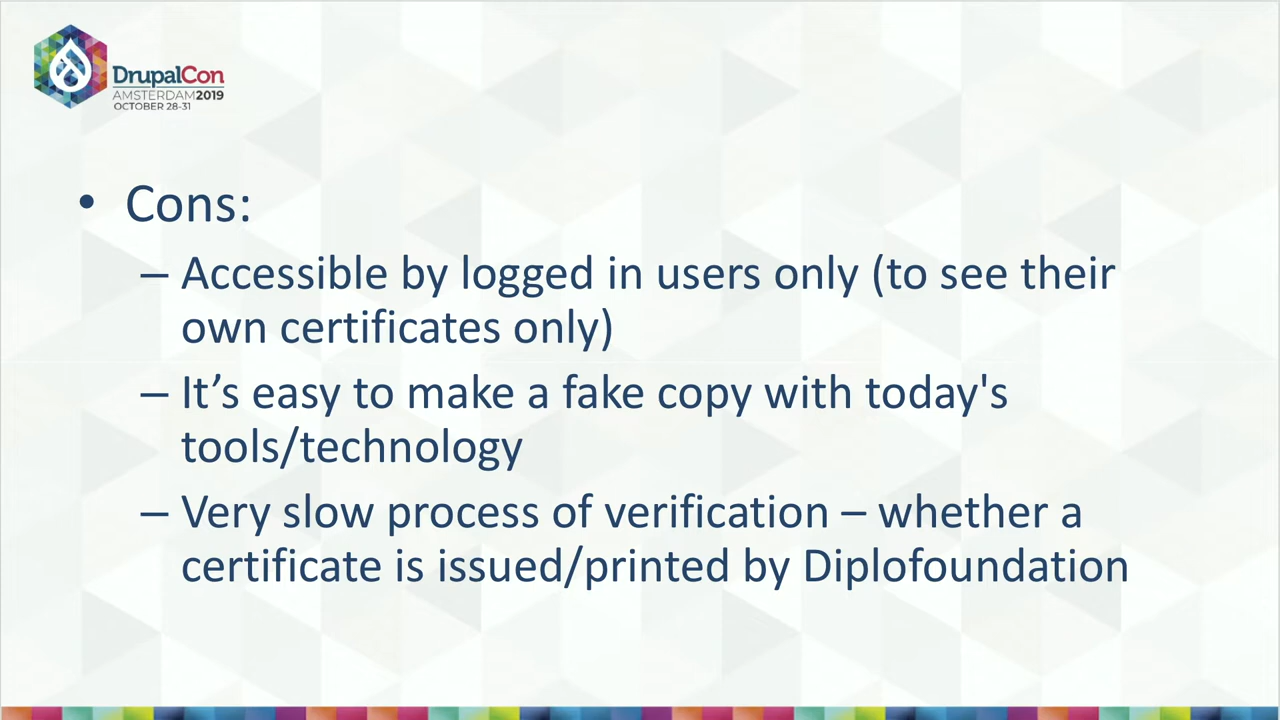 DrupalCon
AMSTERDAM2019
OCTOBER 28-31
• Cons:
– Accessible by logged in users only (to see their
own certificates only)
– It’s easy to make a fake copy with today's
tools/technology
– Very slow process of verification – whether a
certificate is issued/printed by Diplofoundation